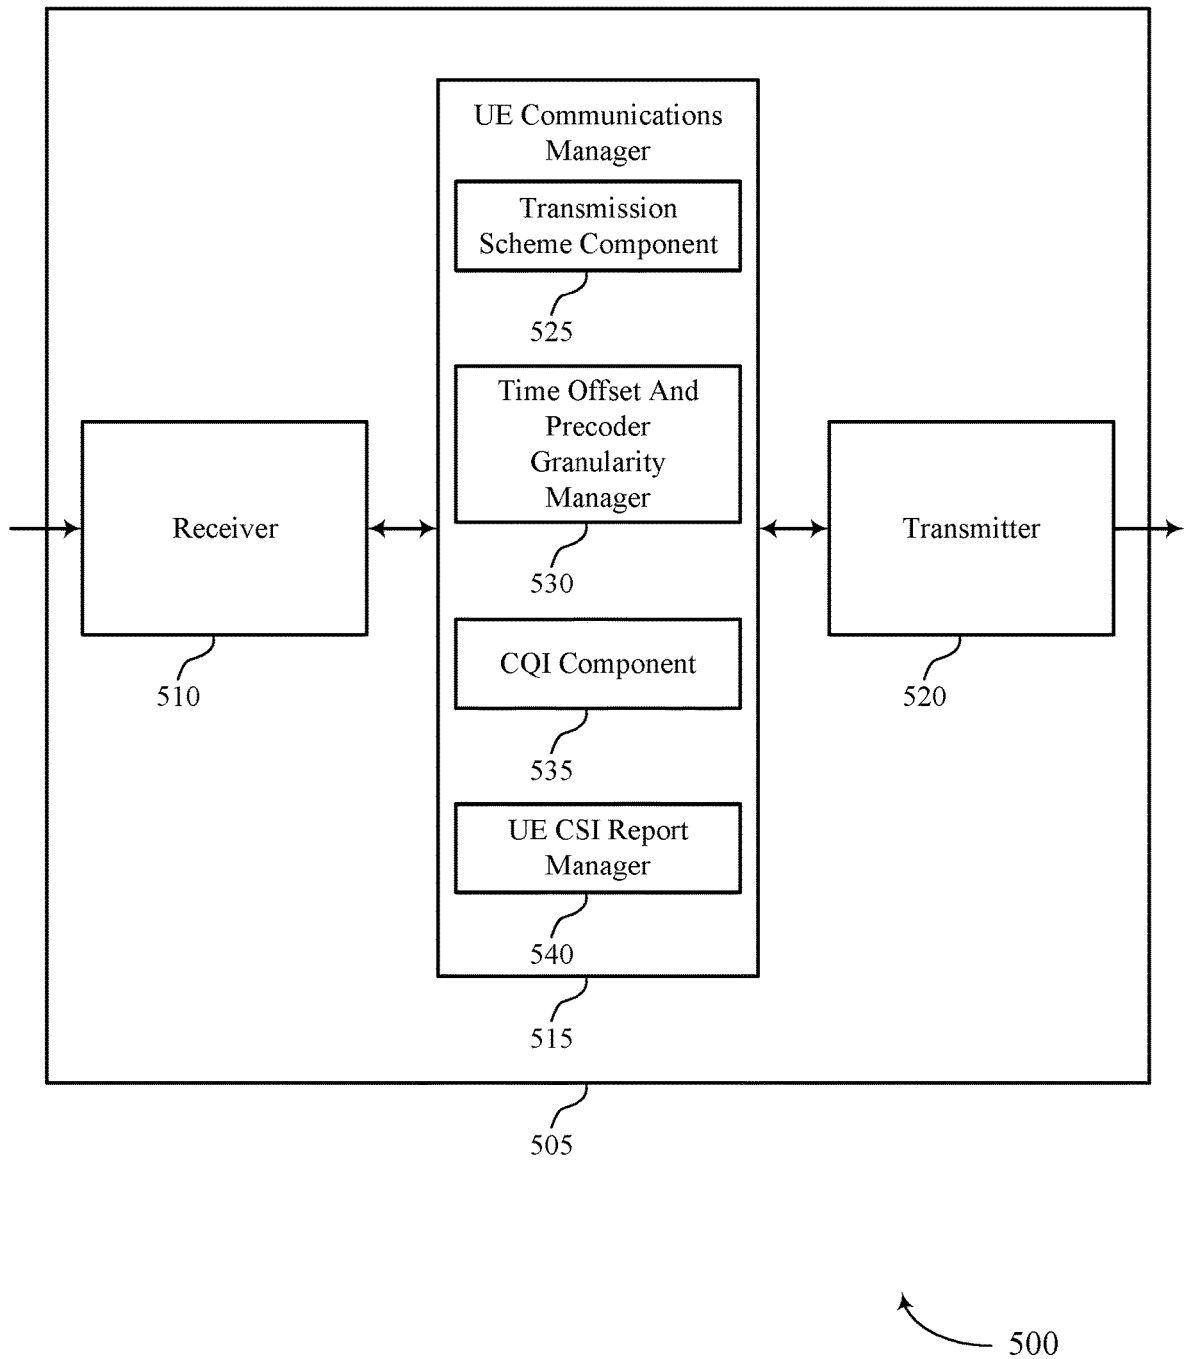 UE Communications
Manager
Transmission
Scheme Component
525
Time Offset And
Precoder
Granularity
Manager
530
Receiver
510
Transmitter
520
CQI Component
535
UE CSI Report
Manager
540
515
505
500